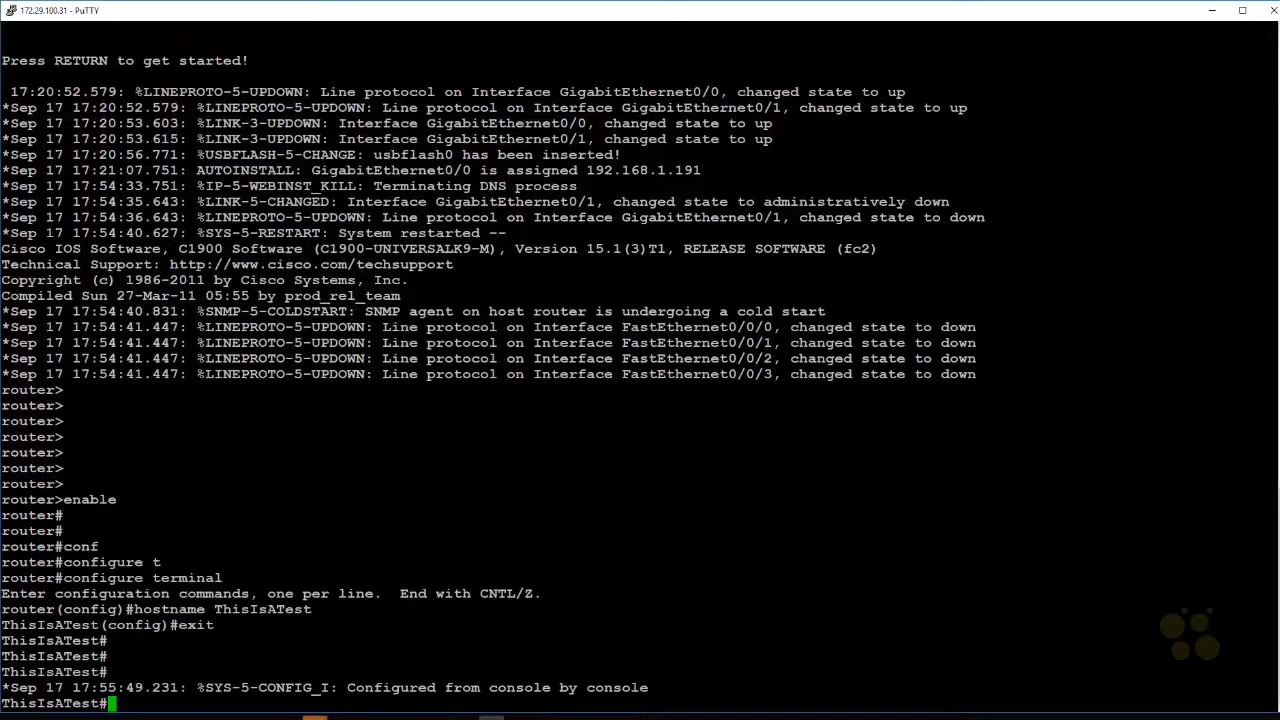 172.29.100.31 - PuTTY
Press RETURN to get started!
17:20:52.579: %LINEPROTO-5-UPDOWN: Line protocol on Interface GigabitEthernet0/0, changed state to up
*Sep 17 17:20:52.579: %LINEPROTO-5-UPDOWN: Line protocol on Interface GigabitEthernet0/1, changed state to up
*Sep 17 17:20:53.603: %LINK-3-UPDOWN: Interface GigabitEthernet0/0, changed state to up
*Sep 17 17:20:53.615: %LINK-3-UPDOWN: Interface GigabitEthernet0/1, changed state to up
*Sep 17 17:20:56.771: %USBFLASH-5-CHANGE: usbflash0 has been inserted!
*Sep 17 17:21:07.751: AUTOINSTALL: GigabitEthernet0/0 is assigned 192.168.1.191
*Sep 17 17:54:33.751: %IP-5-WEBINST_KILL: Terminating DNS process
*Sep 17 17:54:35.643: %LINK-5-CHANGED: Interface GigabitEthernet0/1, changed state to administratively down
*Sep 17 17:54:36.643: %LINEPROTO-5-UPDOWN: Line protocol on Interface GigabitEthernet0/1, changed state to down
*Sep 17 17:54:40.627: %SYS-5-RESTART: System restarted --
Cisco IOS Software, C1900 Software (C1900-UNIVERSALK9-M), Version 15.1(3)T1, RELEASE SOFTWARE (fc2)
Technical Support: http://www.cisco.com/techsupport
Copyright (c) 1986-2011 by Cisco Systems, Inc.
Compiled Sun 27-Mar-11 05:55 by prod_rel_team
*Sep 17 17:54:40.831: %SNMP-5-COLDSTART: SNMP agent on host router is undergoing a cold start
*Sep 17 17:54:41.447: %LINEPROTO-5-UPDOWN: Line protocol on Interface FastEthernet0/0/0, changed state to down
*Sep 17 17:54:41.447: %LINEPROTO-5-UPDOWN: Line protocol on Interface FastEthernet0/0/1, changed state to down
*Sep 17 17:54:41.447: %LINEPROTO-5-UPDOWN: Line protocol on Interface FastEthernet0/0/2, changed state to down
*Sep 17 17:54:41.447: %LINEPROTO-5-UPDOWN: Line protocol on Interface FastEthernet0/0/3, changed state to down
router>
router>
router>
router>
router>
router>
router>
router>enable
router#
router#
router#conf
router#configure t
router#configure terminal
Enter configuration commands, one per line.  End with CNTL/Z.
router(config)#hostname ThisIsATest
ThisIsATest(config)#exit
ThisIsATest#
ThisIsATest#
ThisIsATest#
*Sep 17 17:55:49.231: %SYS-5-CONFIG_I: Configured from console by console
ThisIsATest#